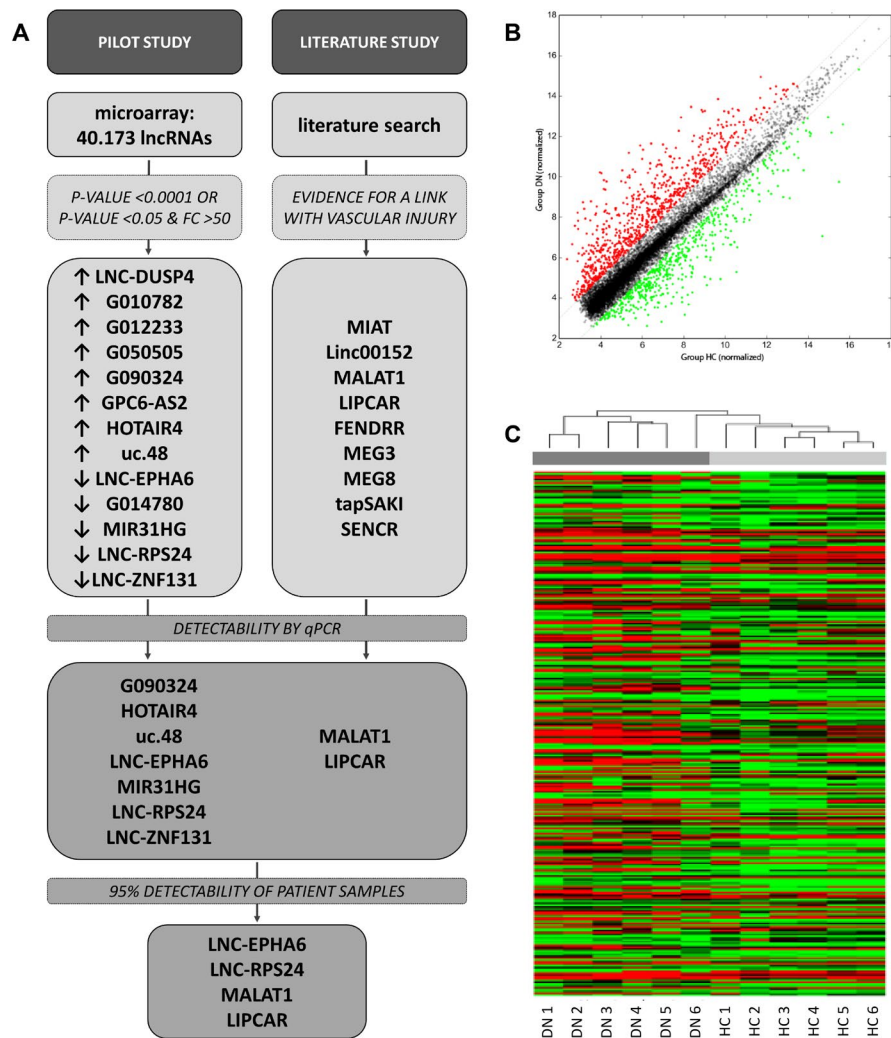 A
PILOT STUDY
LITERATURE STUDY
microarray:
40.173 lncRNAs
literature search
P-VALUE <0.0001 OR
P-VALUE <0.05 & FC >50
EVIDENCE FOR A LINK
WITH VASCULAR INJURY
↑ LNC-DUSP4
↑ G010782
↑ G012233
↑ G050505
↑ G090324
↑ GPC6-AS2
↑ HOTAIR4
↑ uc.48
↓ LNC-EPHA6
↓ G014780
↓ MIR31HG
↓ LNC-RPS24
↓ LNC-ZNF131
MIAT
Linc00152
MALAT1
LIPCAR
FENDRR
MEG3
MEG8
tapSAKI
SENCR
DETECTABILITY BY qPCR
G090324
HOTAIR4
uc.48
LNC-EPHA6
MIR31HG
LNC-RPS24
LNC-ZNF131
MALAT1
LIPCAR
95% DETECTABILITY OF PATIENT SAMPLES
LNC-EPHA6
LNC-RPS24
MALAT1
LIPCAR
B
Group DN (normalized)
18
16
14
12
10
8
6
4
2
2
4
6
8
10
12
14
16
18
Group HC (normalized)
C
DN 1
DN 2
DN 3
DN 4
DN 5
DN 6
HC 1
HC 2
HC 3
HC 4
HC 5
HC 6